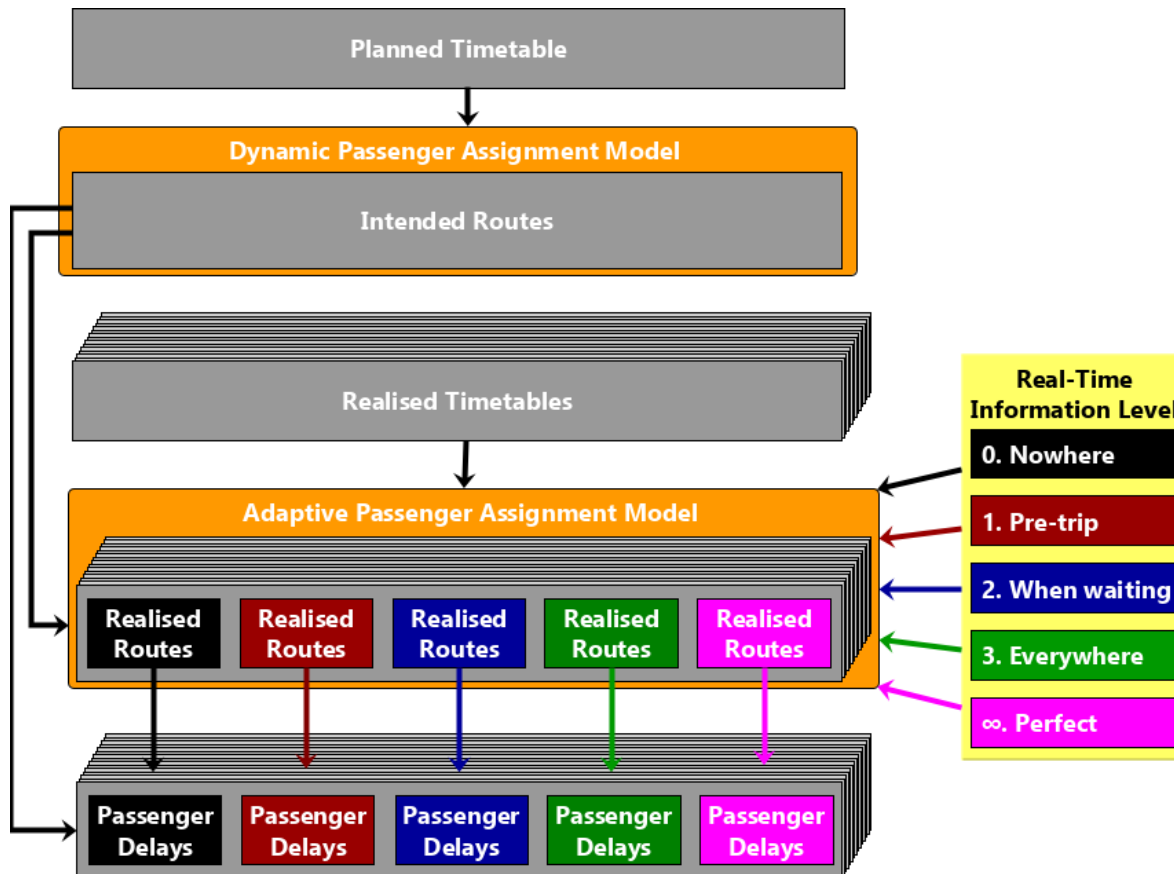 Planned Timetable
Dynamic Passenger Assignment Model
Intended Routes
Realised Timetables
Real-Time
Information Level
0. Nowhere
1. Pre-trip
2. When waiting
3. Everywhere
∞. Perfect
Adaptive Passenger Assignment Model
Realised Routes
Realised Routes
Realised Routes
Realised Routes
Realised Routes
Passenger Delays
Passenger Delays
Passenger Delays
Passenger Delays
Passenger Delays